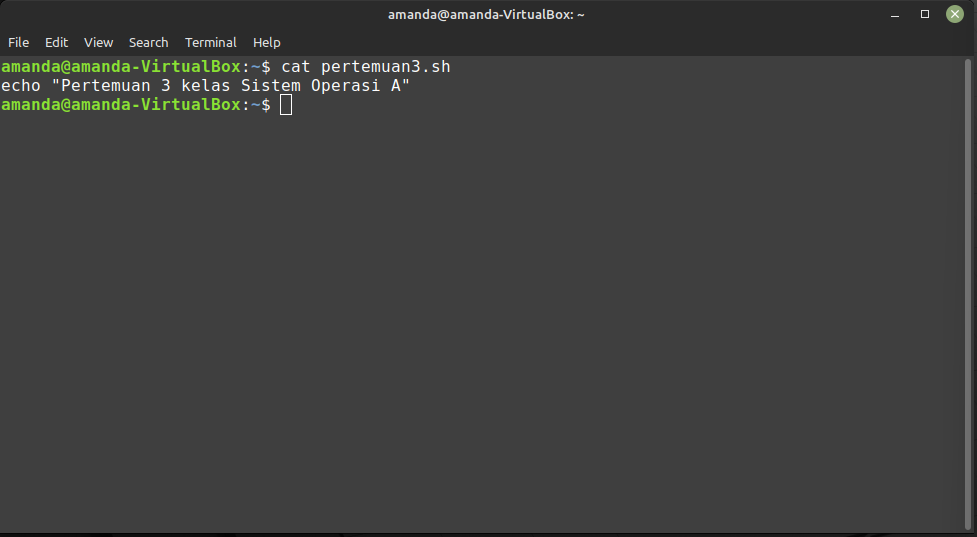 amanda@amanda-VirtualBox: ~
File Edit View Search Terminal Help
amanda@amanda-VirtualBox:~$ cat pertemuan3.sh
echo "Pertemuan 3 kelas Sistem Operasi A"
amanda@amanda-VirtualBox:~$